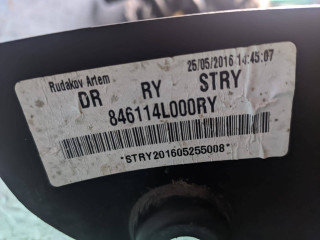 25/05/2016 14:45:07
Rudakov Artem
DR RY STRY
846114L000RY
*STRY201605255008*